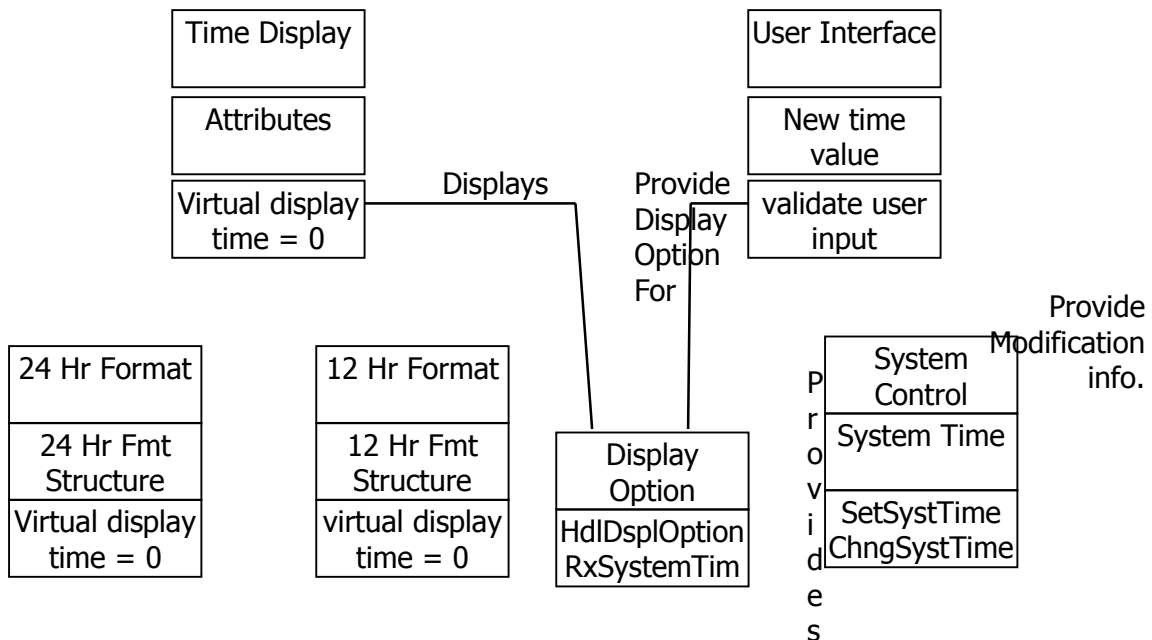 Time Display
Attributes
Virtual display
time = 0
Displays
User Interface
New time
value
validate user
input
Provide
Display
Option
For
24 Hr Format
24 Hr Fmt
Structure
Virtual display
time = 0
12 Hr Format
12 Hr Fmt
Structure
virtual display
time = 0
Display
Option
HdlDsplOption
RxSystemTim
Provides
System
Control
System Time
SetSystTime
ChngSystTime
Provide
Modification
info.